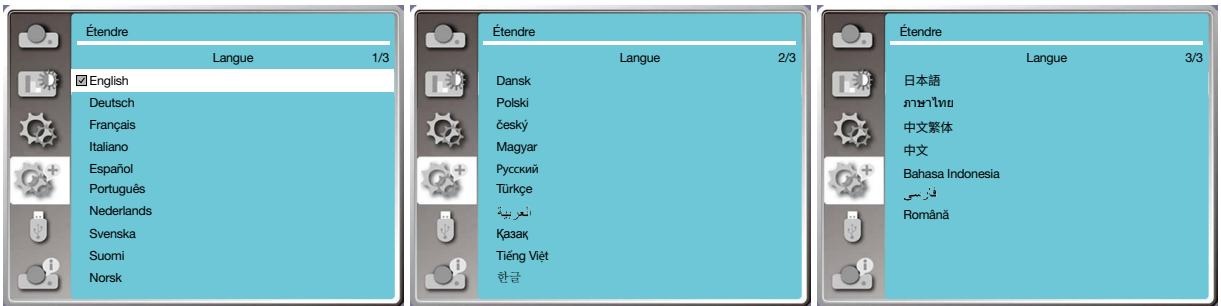 Étendre
Langue 1/3
English
Deutsch
Français
Italiano
Español
Português
Nederlands
Svenska
Suomi
Norsk
Étendre
Langue 2/3
Dansk
Polski
český
Magyar
Русский
Türkçe
العربية
Қазақ
Tiếng Việt
한글
Étendre
Langue 3/3
日本語
ภาษาไทย
中文繁体
中文
Bahasa Indonesia
فارسی
Română